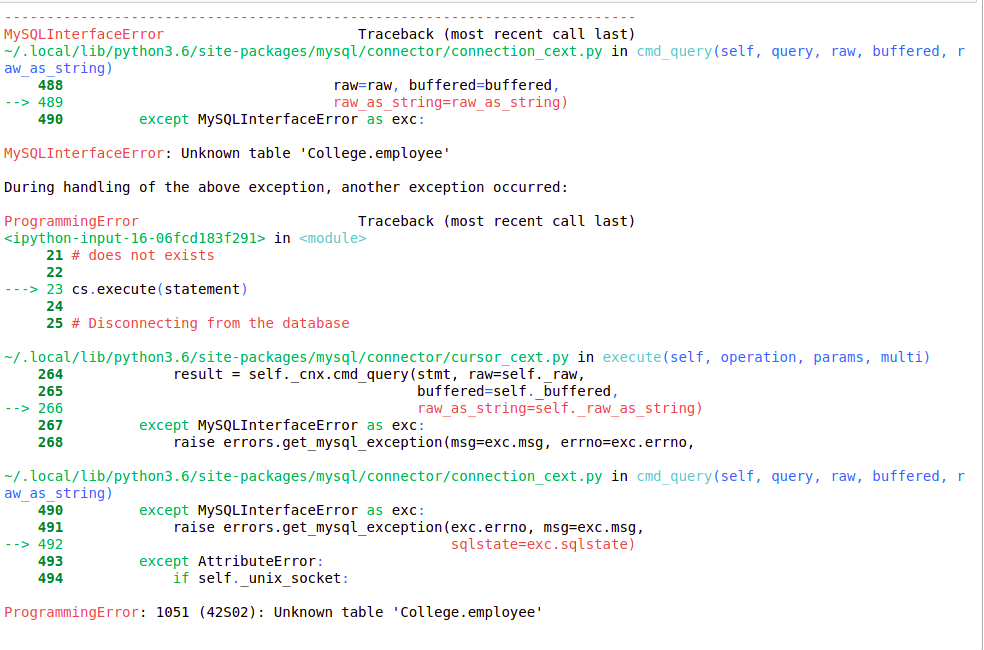 ---------------------------------------------------------------------------
MySQLInterfaceError                       Traceback (most recent call last)
~/.local/lib/python3.6/site-packages/mysql/connector/connection_cext.py in cmd_query(self, query, raw, buffered, r
aw_as_string)
    488                                raw=raw, buffered=buffered,
--> 489                                raw_as_string=raw_as_string)
    490         except MySQLInterfaceError as exc:

MySQLInterfaceError: Unknown table 'College.employee'

During handling of the above exception, another exception occurred:

ProgrammingError                          Traceback (most recent call last)
<ipython-input-16-06fcd183f291> in <module>
     21 # does not exists
     22 
---> 23 cs.execute(statement)
     24 
     25 # Disconnecting from the database

~/.local/lib/python3.6/site-packages/mysql/connector/cursor_cext.py in execute(self, operation, params, multi)
    264             result = self._cnx.cmd_query(stmt, raw=self._raw,
    265                                          buffered=self._buffered,
--> 266                                          raw_as_string=self._raw_as_string)
    267         except MySQLInterfaceError as exc:
    268             raise errors.get_mysql_exception(msg=exc.msg, errno=exc.errno,

~/.local/lib/python3.6/site-packages/mysql/connector/connection_cext.py in cmd_query(self, query, raw, buffered, r
aw_as_string)
    490         except MySQLInterfaceError as exc:
    491             raise errors.get_mysql_exception(exc.errno, msg=exc.msg,
--> 492                                              sqlstate=exc.sqlstate)
    493         except AttributeError:
    494             if self._unix_socket:

ProgrammingError: 1051 (42S02): Unknown table 'College.employee'